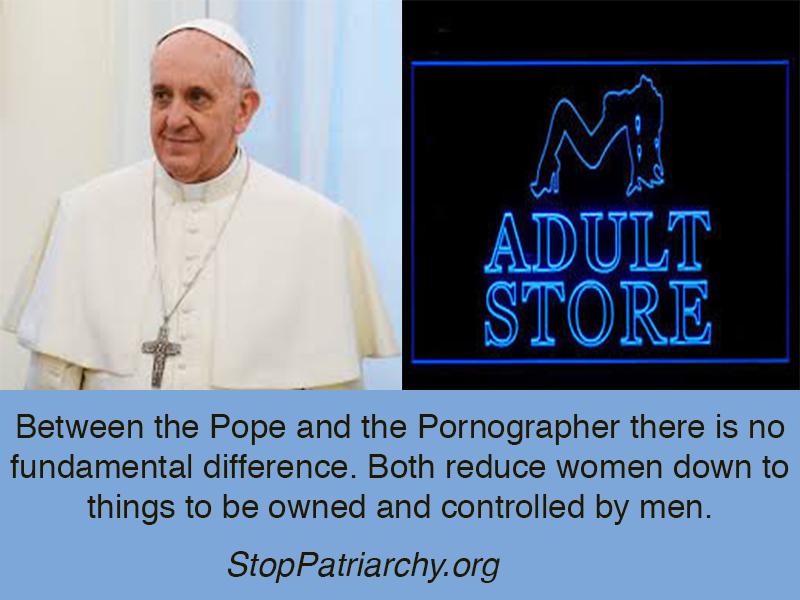 ADULT
STORE
Between the Pope and the Pornographer there is no
fundamental difference. Both reduce women down to
things to be owned and controlled by men.
StopPatriarchy.org